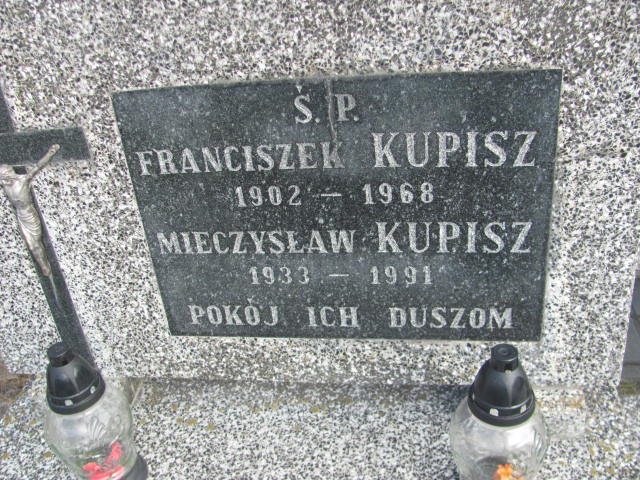 Ś. P.
FRANCISZEK KUPISZ
1902 — 1968
MIECZYSŁAW KUPISZ
1933 — 1991
POKÓJ ICH DUSZOM